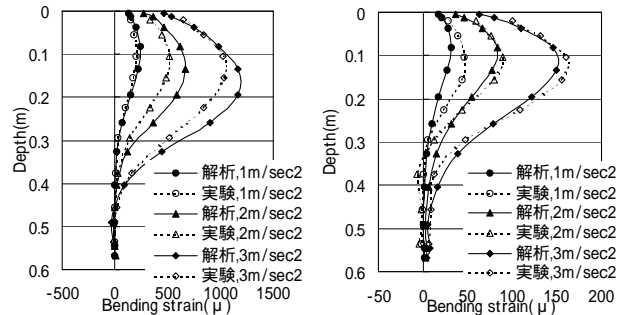 0.0
0.1
0.2
0.3
0.4
0.5
0.6
Depth(m)
-500 0 500 1000 1500
Bending strain( μ )
解析,1m/sec2
実験,1m/sec2
解析,2m/sec2
実験,2m/sec2
解析,3m/sec2
実験,3m/sec2
0.0
0.1
0.2
0.3
0.4
0.5
0.6
Depth(m)
-50 0 50 100 150 200
Bending strain( μ )
解析,1m/sec2
実験,1m/sec2
解析,2m/sec2
実験,2m/sec2
解析,3m/sec2
実験,3m/sec2